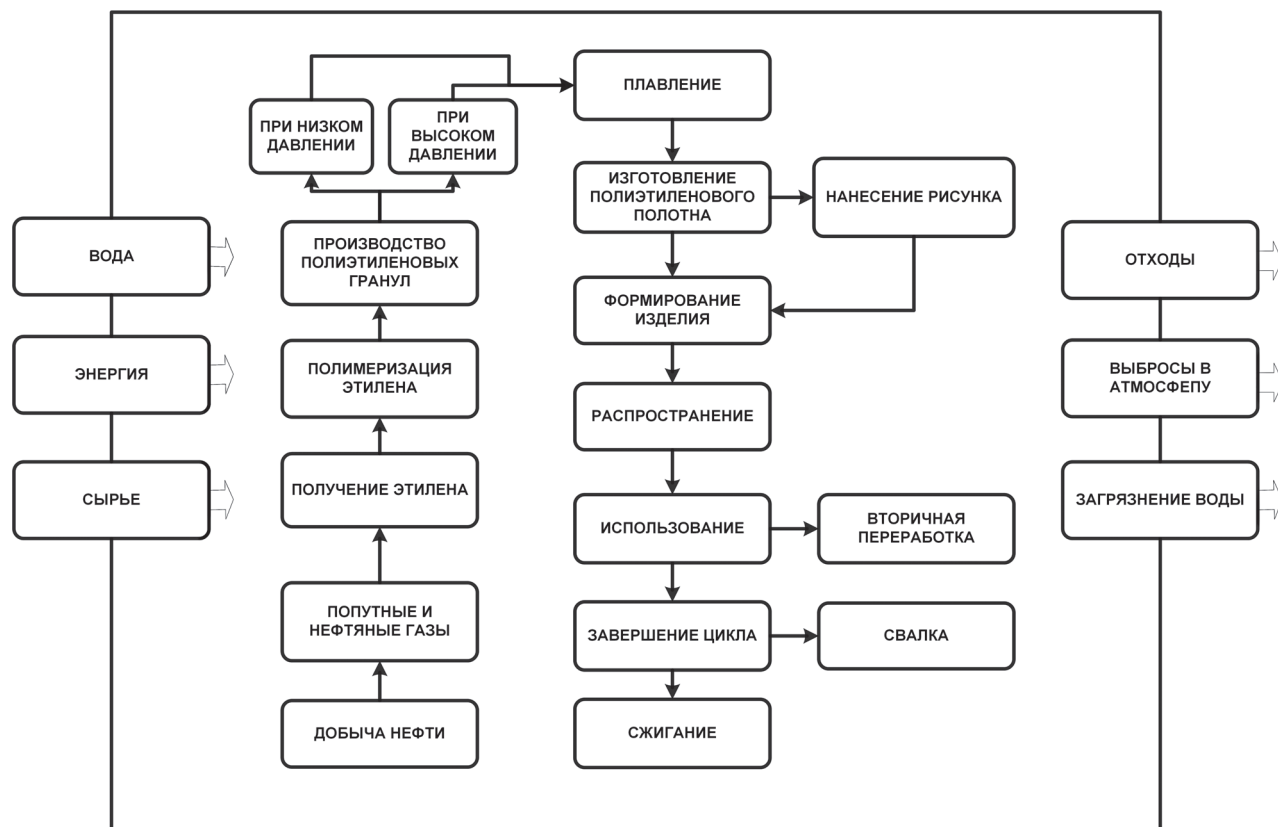 ПЛАВЛЕНИЕ
ПРИ НИЗКОМ
ДАВЛЕНИИ
ПРИ
ВЫСОКОМ
ДАВЛЕНИИ
ИЗГОТОВЛЕНИЕ
ПОЛИЭТИЛЕНОВОГО
ПОЛОТНА
НАНЕСЕНИЕ РИСУНКА
ВОДА
ПРОИЗВОДСТВО
ПОЛИЭТИЛЕНОВЫХ
ГРАНУЛ
ОТХОДЫ
ФОРМИРОВАНИЕ
ИЗДЕЛИЯ
ЭНЕРГИЯ
ПОЛИМЕРИЗАЦИЯ
ЭТИЛЕНА
ВЫБРОСЫ В
АТМОСФЕПУ
РАСПРОСТРАНЕНИЕ
СЫРЬЕ
ПОЛУЧЕНИЕ ЭТИЛЕНА
ЗАГРЯЗНЕНИЕ ВОДЫ
ИСПОЛЬЗОВАНИЕ
ВТОРИЧНАЯ
ПЕРЕРАБОТКА
ПОПУТНЫЕ И
НЕФТЯНЫЕ ГАЗЫ
ЗАВЕРШЕНИЕ ЦИКЛА
СВАЛКА
ДОБЫЧА НЕФТИ
СЖИГАНИЕ